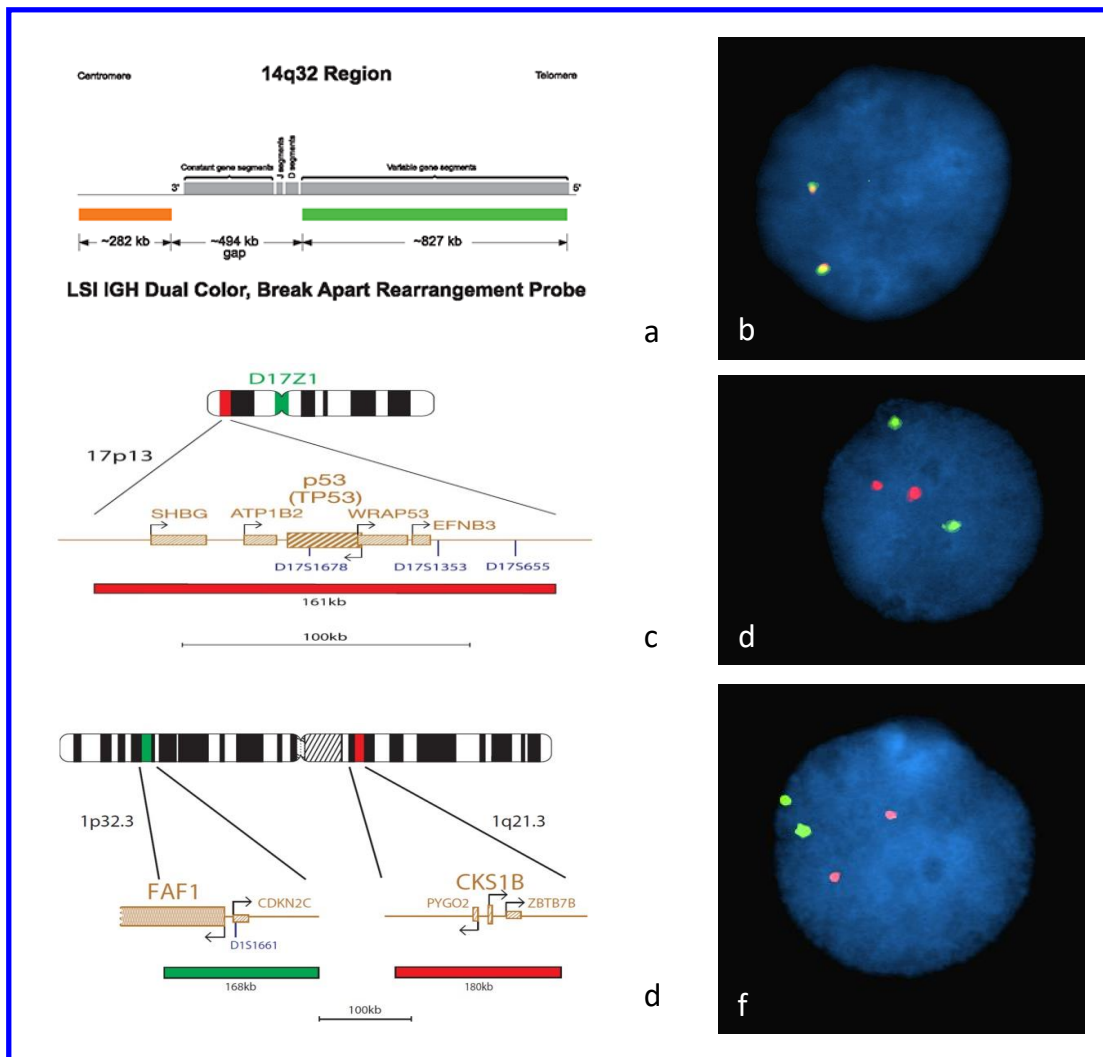 Centromere 14q32 Region Telomere
Constant gene segments J segments D segments Variable gene segments
3' 5'
~282 kb ~494 kb gap ~827 kb
LSI IGH Dual Color, Break Apart Rearrangement Probe
a
b
D17Z1
17p13
p53
(TP53)
SHBG ATP1B2 WRAP53 EFNB3
D17S1678 D17S1353 D17S655
161kb
100kb
c
d
1p32.3 1q21.3
FAF1 CDKN2C
D1S1661
CKS1B
PYGO2 ZBTB7B
168kb 180kb
100kb
d
f